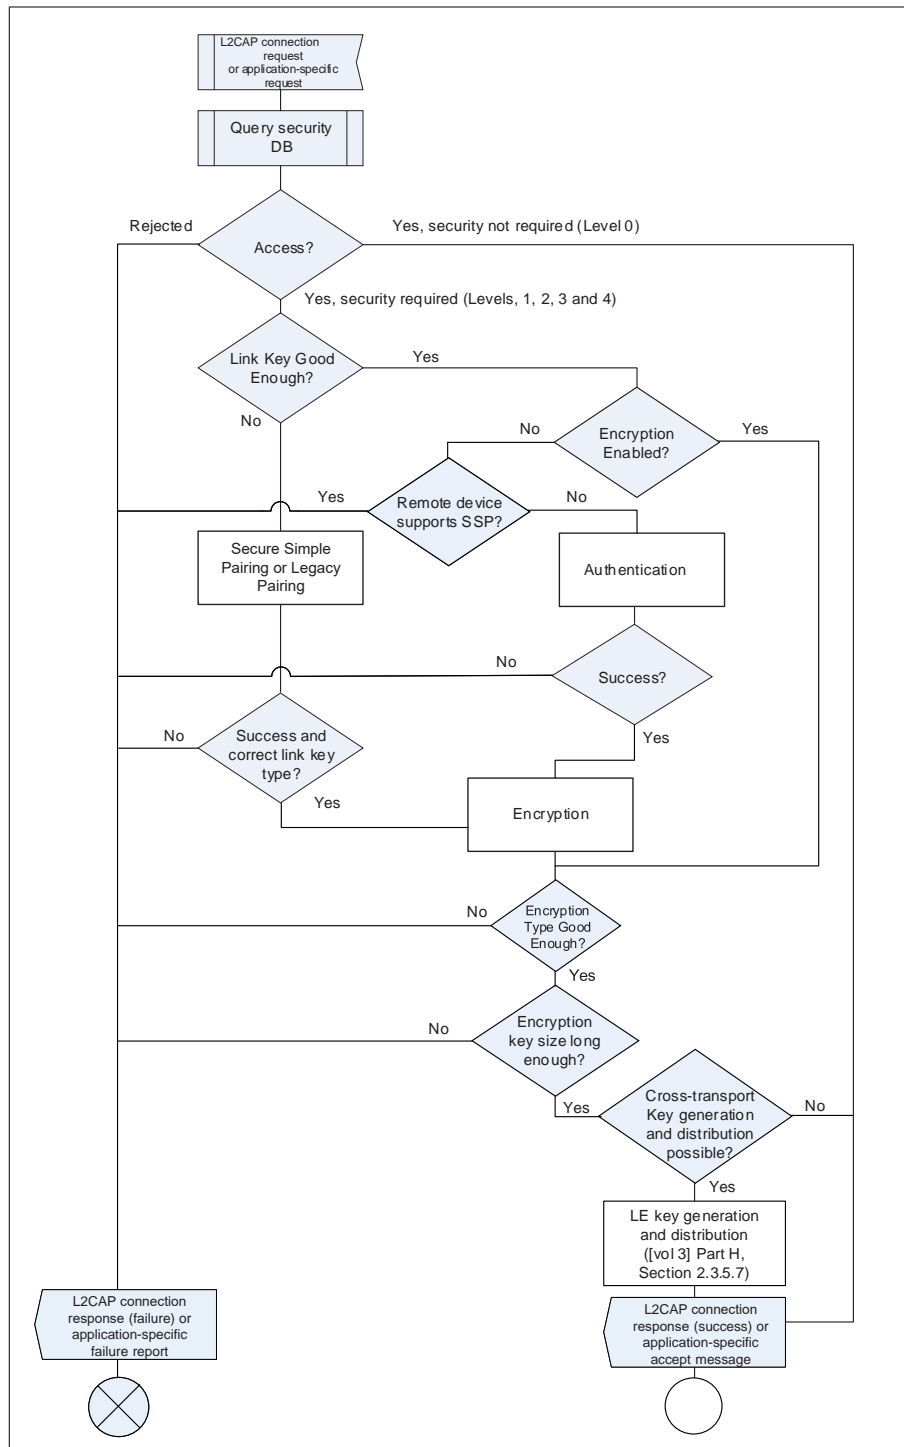 L2CAP connection
request
or application-specific
request
Query security
DB
Rejected
Yes, security not required (Level 0)
Access?
Yes, security required (Levels, 1, 2, 3 and 4)
Link Key Good
Enough?
Yes
No
No
Encryption
Enabled?
Yes
Yes
Remote device
supports SSP?
No
Secure Simple
Pairing or Legacy
Pairing
Authentication
No
Success?
No
Success and
correct link key
type?
Yes
Yes
Encryption
No
Encryption
Type Good
Enough?
Yes
No
Encryption
key size long
enough?
Yes
Cross-transport
Key generation
and distribution
possible?
No
Yes
LE key generation
and distribution
([vol 3] Part H,
Section 2.3.5.7)
L2CAP connection
response (failure) or
application-specific
failure report
L2CAP connection
response (success) or
application-specific
accept message